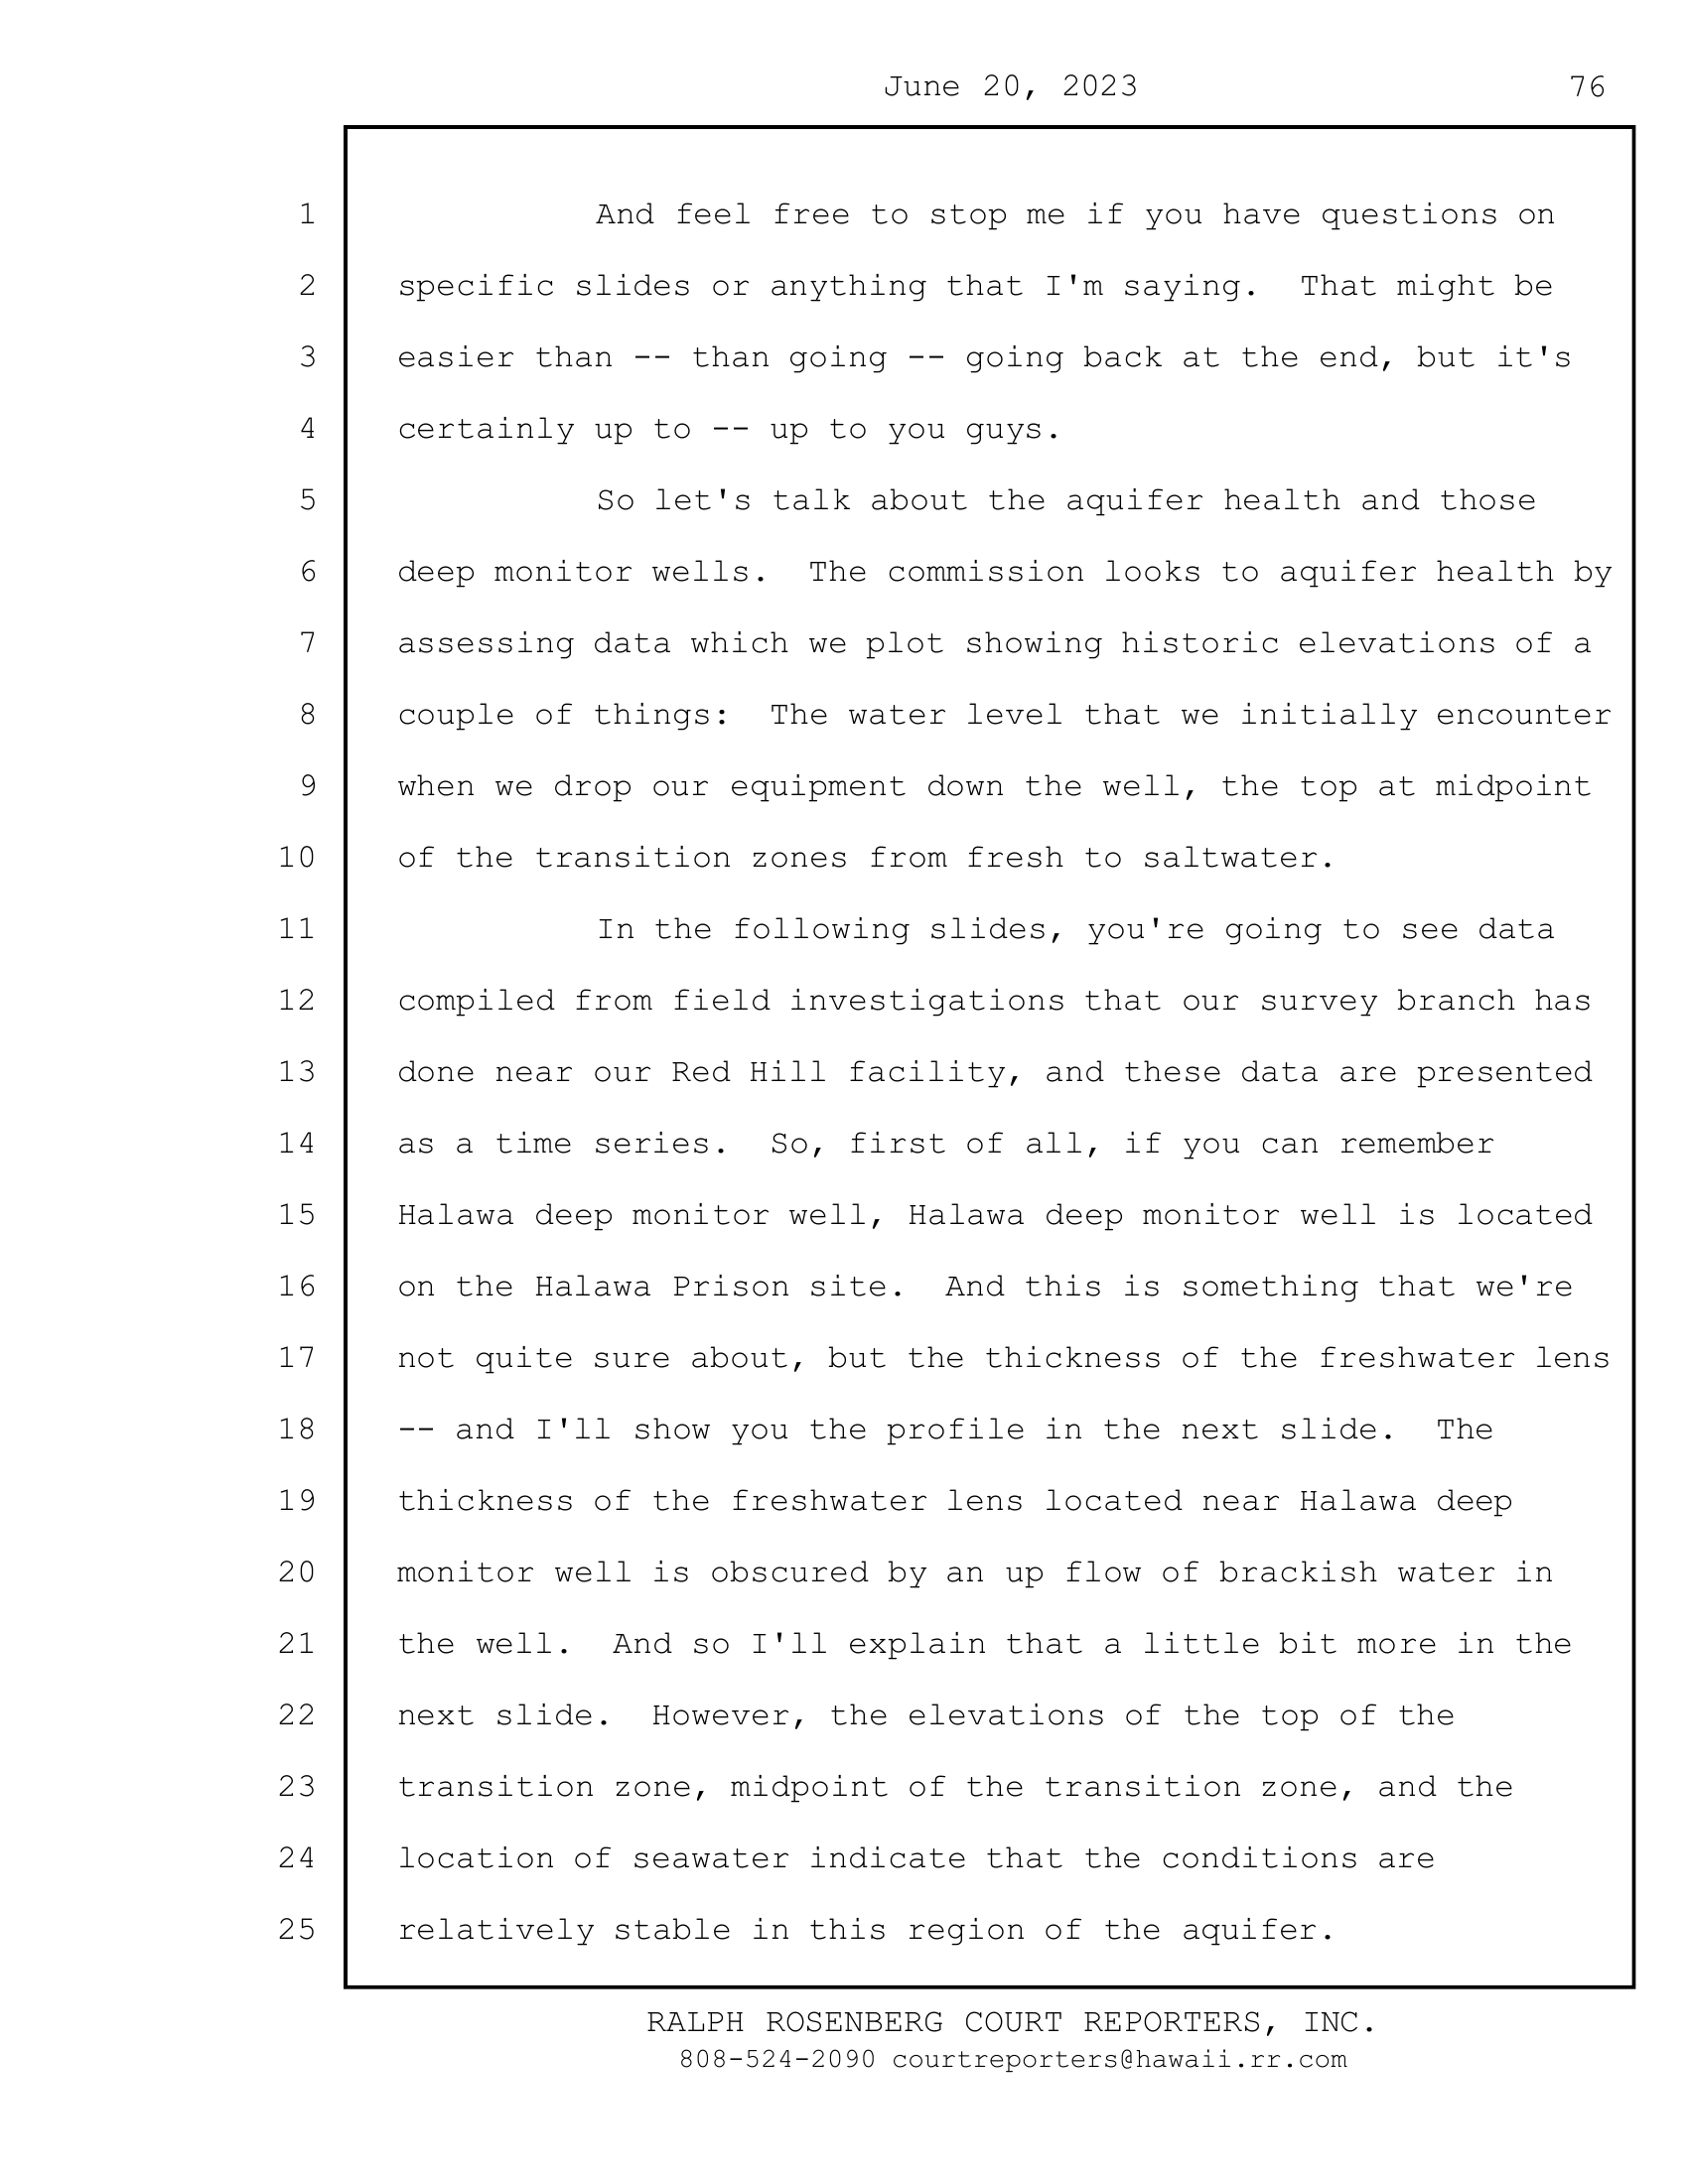 June 20, 2023 76
1 And feel free to stop me if you have questions on
2 specific slides or anything that I'm saying.  That might be
3 easier than -- than going -- going back at the end, but it's
4 certainly up to -- up to you guys.
5 So let's talk about the aquifer health and those
6 deep monitor wells.  The commission looks to aquifer health by
7 assessing data which we plot showing historic elevations of a
8 couple of things:  The water level that we initially encounter
9 when we drop our equipment down the well, the top at midpoint
10 of the transition zones from fresh to saltwater.
11 In the following slides, you're going to see data
12 compiled from field investigations that our survey branch has
13 done near our Red Hill facility, and these data are presented
14 as a time series.  So, first of all, if you can remember
15 Halawa deep monitor well, Halawa deep monitor well is located
16 on the Halawa Prison site.  And this is something that we're
17 not quite sure about, but the thickness of the freshwater lens
18 -- and I'll show you the profile in the next slide.  The
19 thickness of the freshwater lens located near Halawa deep
20 monitor well is obscured by an up flow of brackish water in
21 the well.  And so I'll explain that a little bit more in the
22 next slide.  However, the elevations of the top of the
23 transition zone, midpoint of the transition zone, and the
24 location of seawater indicate that the conditions are
25 relatively stable in this region of the aquifer.
RALPH ROSENBERG COURT REPORTERS, INC.
808-524-2090 courtreporters@hawaii.rr.com